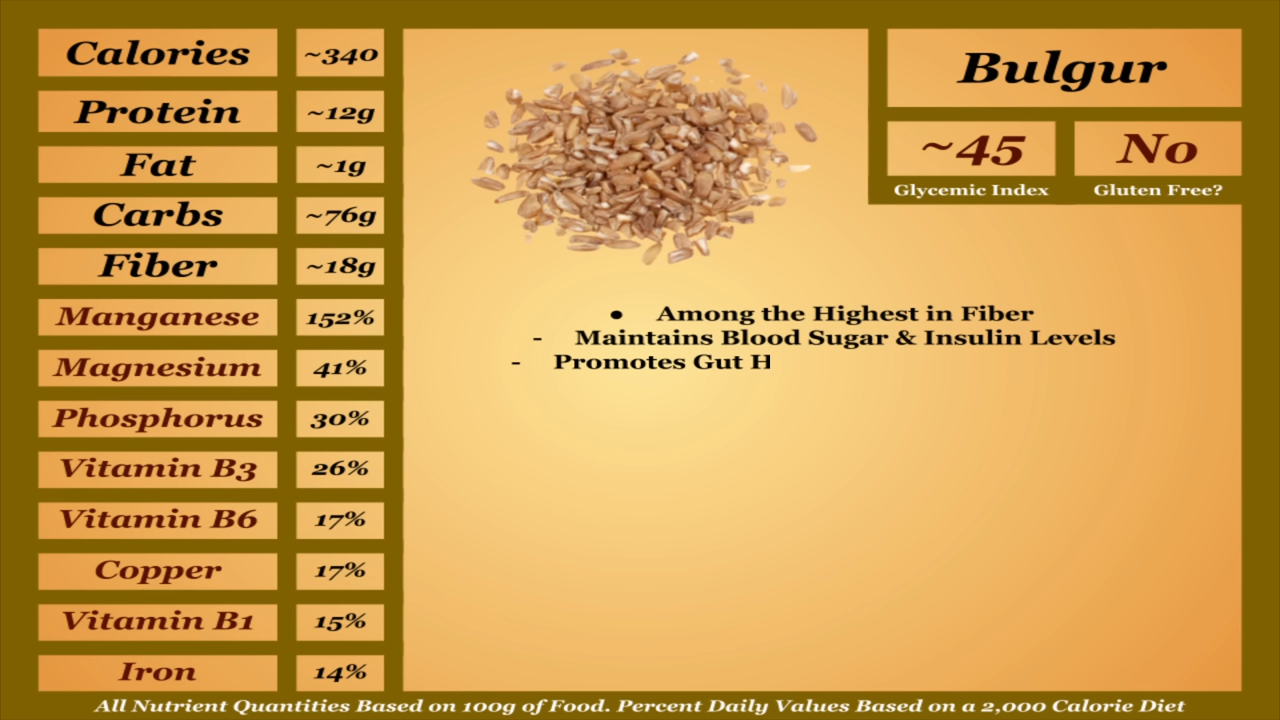 Calories ~340
Protein ~12g
Fat ~1g
Carbs ~76g
Fiber ~18g
Manganese 152%
Magnesium 41%
Phosphorus 30%
Vitamin B3 26%
Vitamin B6 17%
Copper 17%
Vitamin B1 15%
Iron 14%
Bulgur
~45 No
Glycemic Index Gluten Free?
● Among the Highest in Fiber
- Maintains Blood Sugar & Insulin Levels
- Promotes Gut H
All Nutrient Quantities Based on 100g of Food. Percent Daily Values Based on a 2,000 Calorie Diet